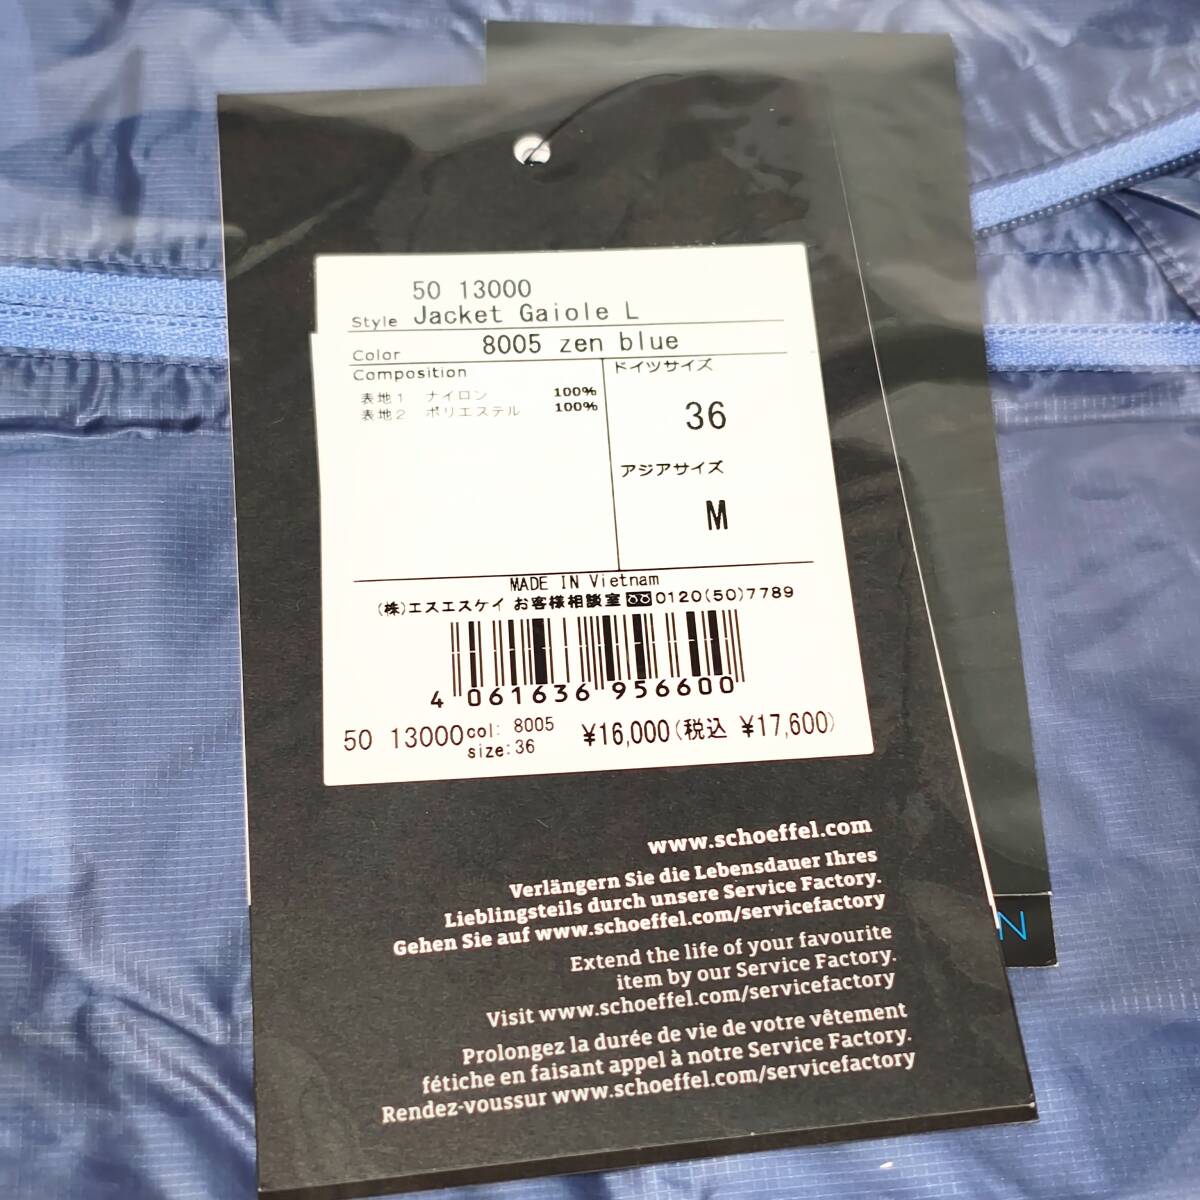 50 13000
Style Jacket Gaiole L
Color 8005 zen blue
Composition
表地1 ナイロン 100%
表地2 ポリエステル 100%
ドイツサイズ
36
アジアサイズ
M
MADE IN Vietnam
(株)エスエスケイ お客様相談室 0120(50)7789
4 061636 956600
50 13000 col: 8005
size:36
¥16,000(税込 ¥17,600)
www.schoeffel.com
Verlängern Sie die Lebensdauer Ihres
Lieblingsteils durch unsere Service Factory.
Gehen Sie auf www.schoeffel.com/servicefactory
Extend the life of your favourite
item by our Service Factory.
Visit www.schoeffel.com/servicefactory
Prolongez la durée de vie de votre vêtement
fétiche en faisant appel à notre Service Factory.
Rendez-voussur www.schoeffel.com/servicefactory
N